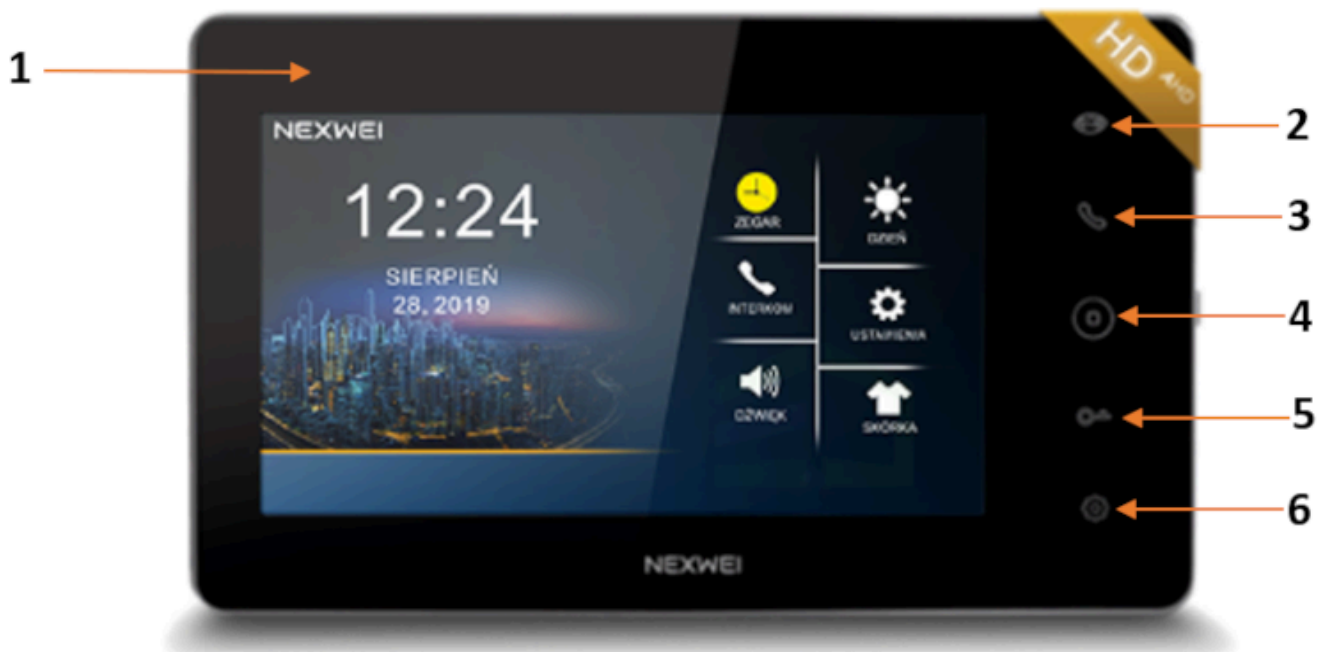 HD AHD
1
2
NEXWEI
12:24
ZEGAR
DZIEŃ
3
SIERPIEŃ
28, 2019
INTERKOM
USTAWIENIA
4
DŹWIĘK
SKÓRKA
5
6
NEXWEI